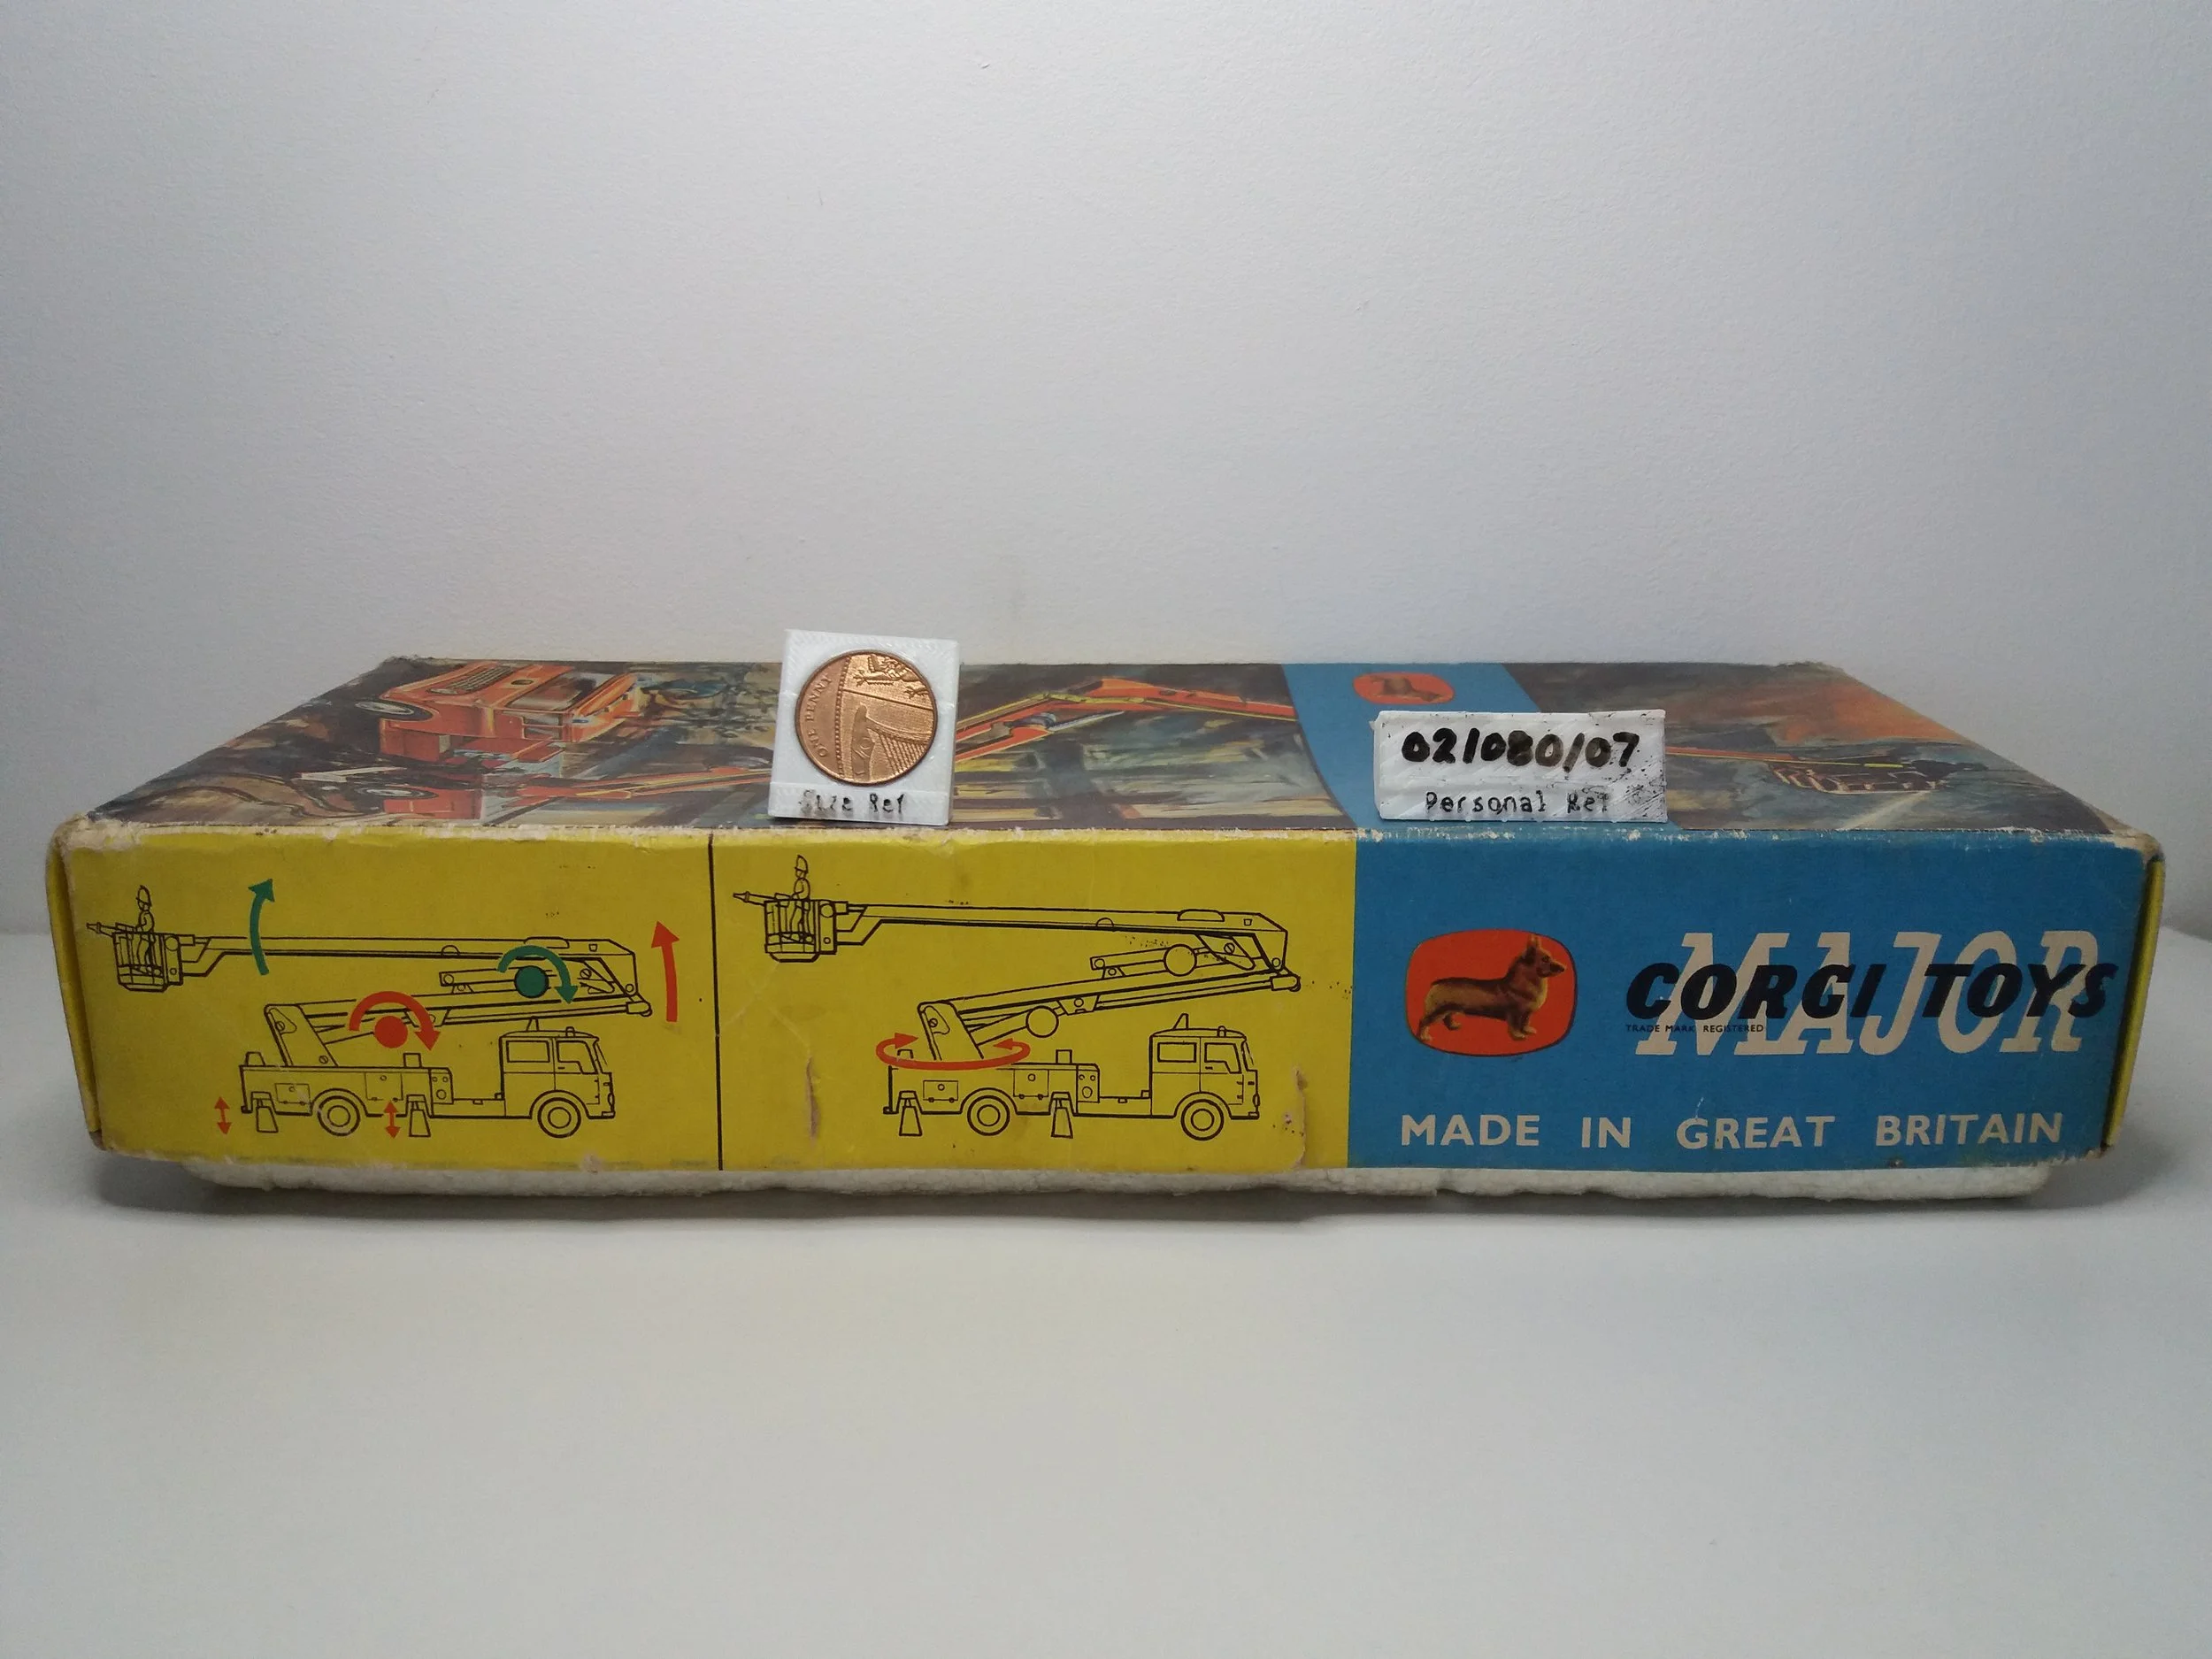 ONE PENNY
Size Ref
021080/07
Personal Ref
CORGI TOYS
MAJOR
TRADE MARK REGISTERED
MADE IN GREAT BRITAIN